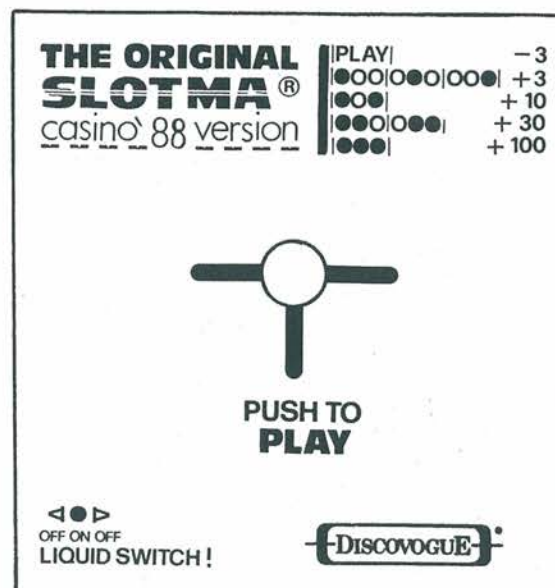 THE ORIGINAL
SLOTMA®
casinò 88 version
|PLAY| -3
|●○○|○●○|○○●| +3
|●○●| +10
|●●○|○●●| +30
|●●●| +100
PUSH TO
PLAY
◁●▷
OFF ON OFF
LIQUID SWITCH!
DISCOVOGUE